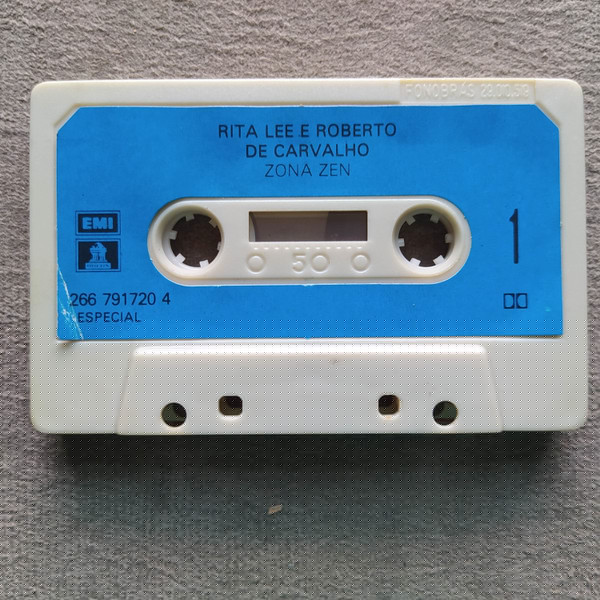 RITA LEE E ROBERTO
DE CARVALHO
ZONA ZEN
EMI
1
50
266 791720 4
ESPECIAL